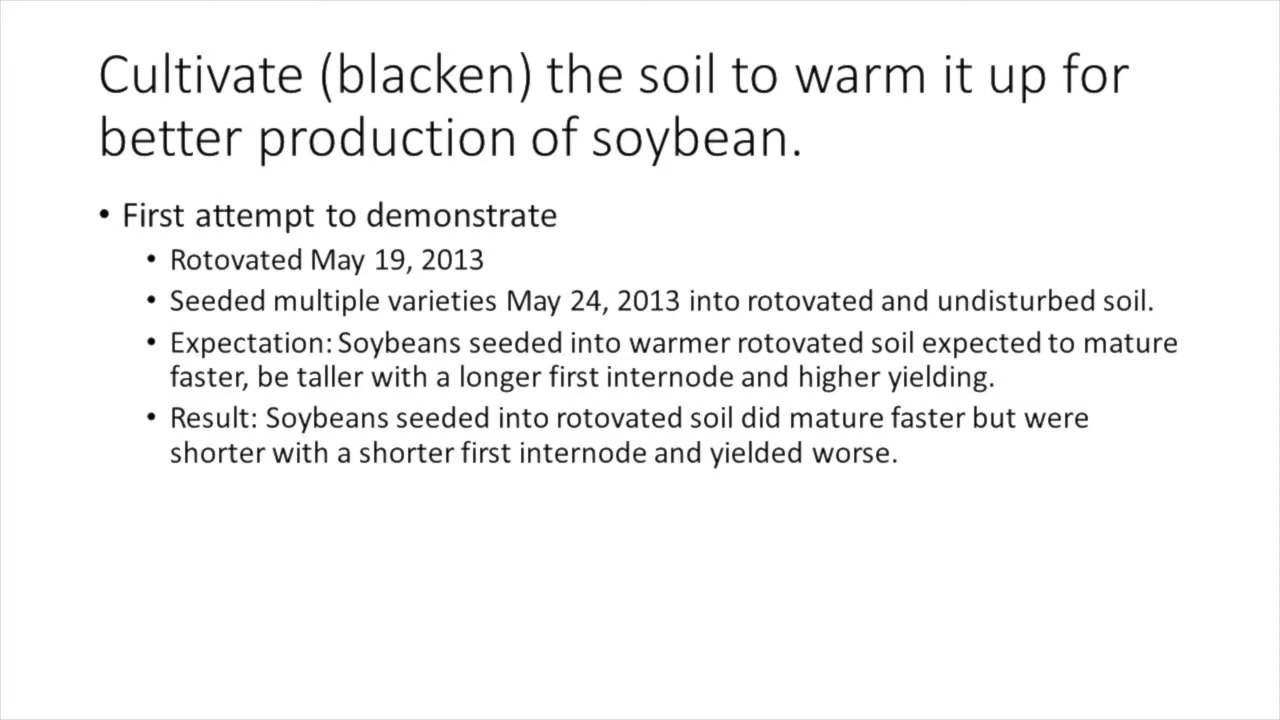 Cultivate (blacken) the soil to warm it up for
better production of soybean.
• First attempt to demonstrate
• Rotovated May 19, 2013
• Seeded multiple varieties May 24, 2013 into rotovated and undisturbed soil.
• Expectation: Soybeans seeded into warmer rotovated soil expected to mature
faster, be taller with a longer first internode and higher yielding.
• Result: Soybeans seeded into rotovated soil did mature faster but were
shorter with a shorter first internode and yielded worse.